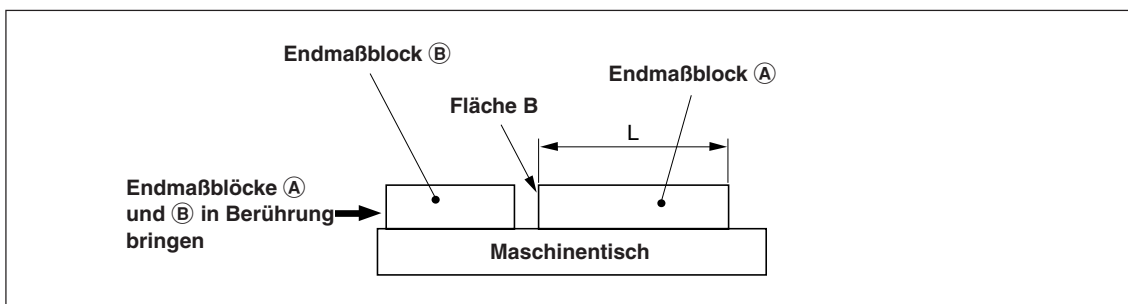 Endmaßblock Ⓑ
Endmaßblock Ⓐ
Fläche B
L
Endmaßblöcke Ⓐ
und Ⓑ in Berührung
bringen
Maschinentisch